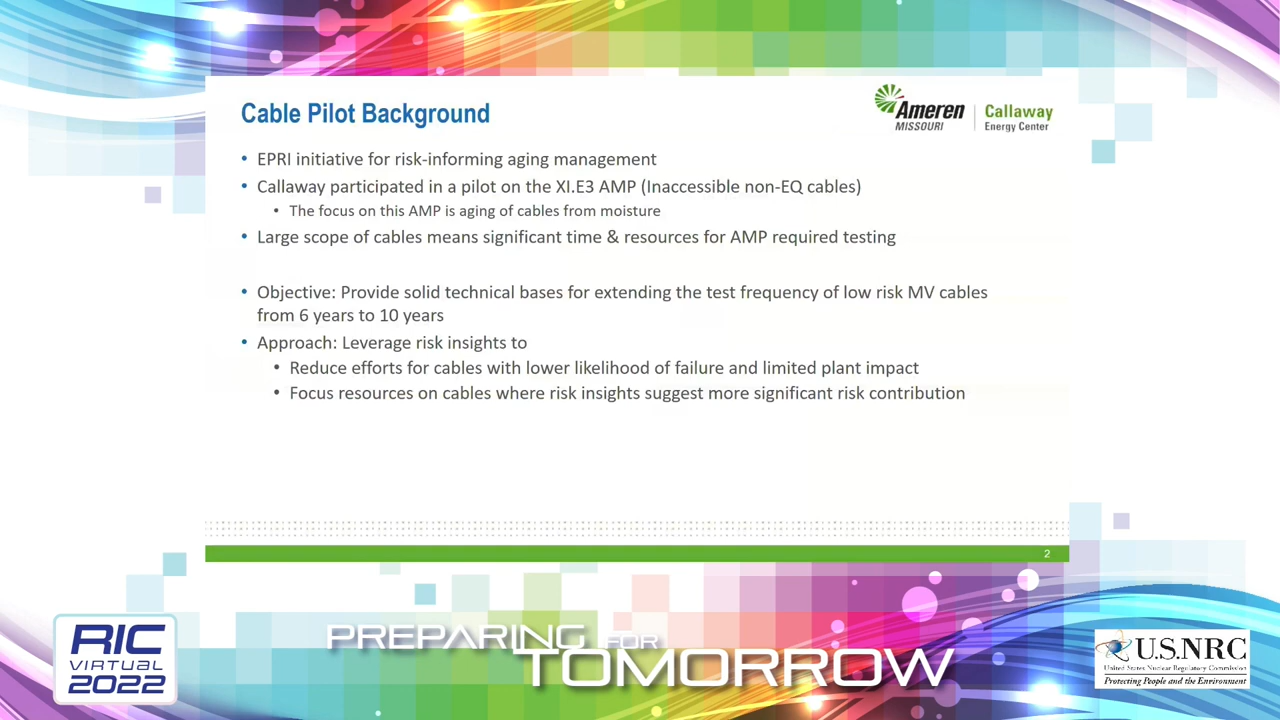 Cable Pilot Background
Ameren
MISSOURI
Callaway
Energy Center
• EPRI initiative for risk-informing aging management
• Callaway participated in a pilot on the XI.E3 AMP (Inaccessible non-EQ cables)
• The focus on this AMP is aging of cables from moisture
• Large scope of cables means significant time & resources for AMP required testing
• Objective: Provide solid technical bases for extending the test frequency of low risk MV cables
from 6 years to 10 years
• Approach: Leverage risk insights to
• Reduce efforts for cables with lower likelihood of failure and limited plant impact
• Focus resources on cables where risk insights suggest more significant risk contribution
2
RIC
VIRTUAL
2022
PREPARING FOR
TOMORROW
U.S.NRC
United States Nuclear Regulatory Commission
Protecting People and the Environment